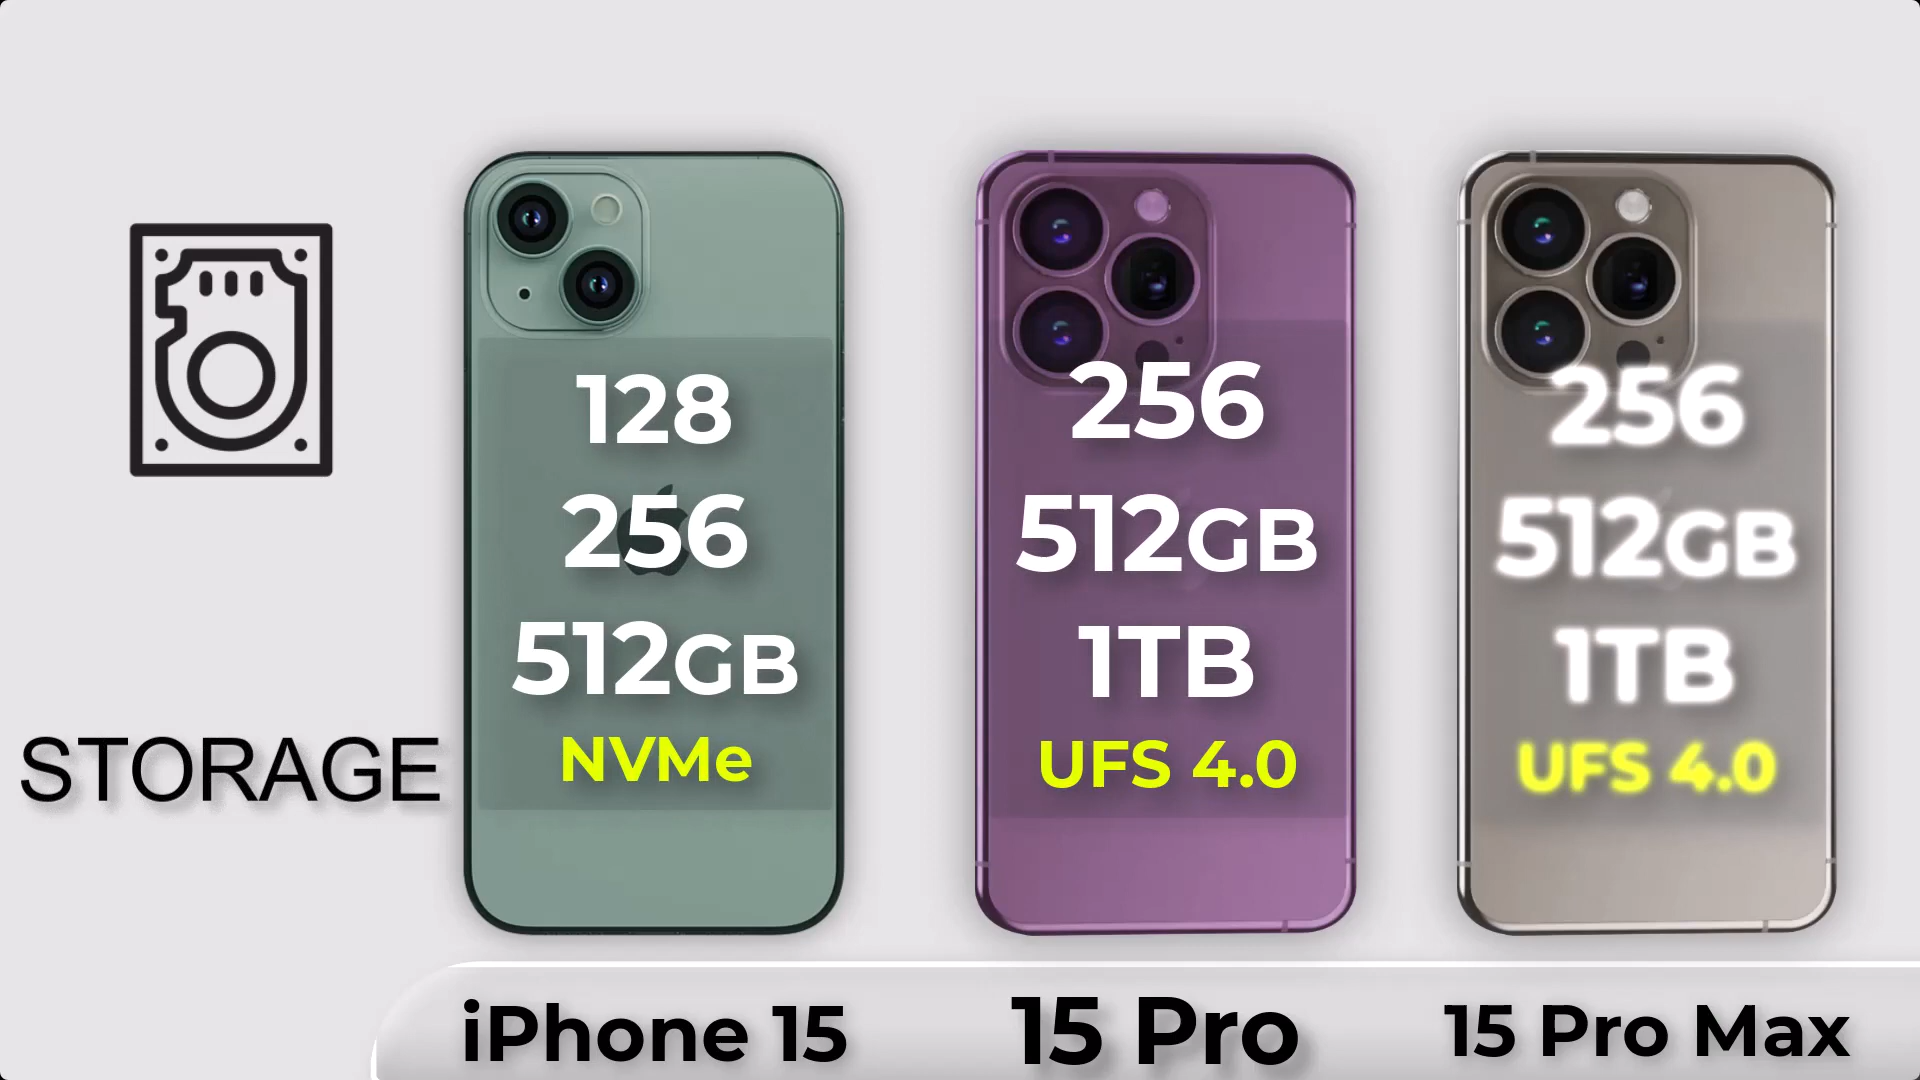 STORAGE
128
256
512GB
NVMe
256
512GB
1TB
UFS 4.0
256
512GB
1TB
UFS 4.0
iPhone 15
15 Pro
15 Pro Max